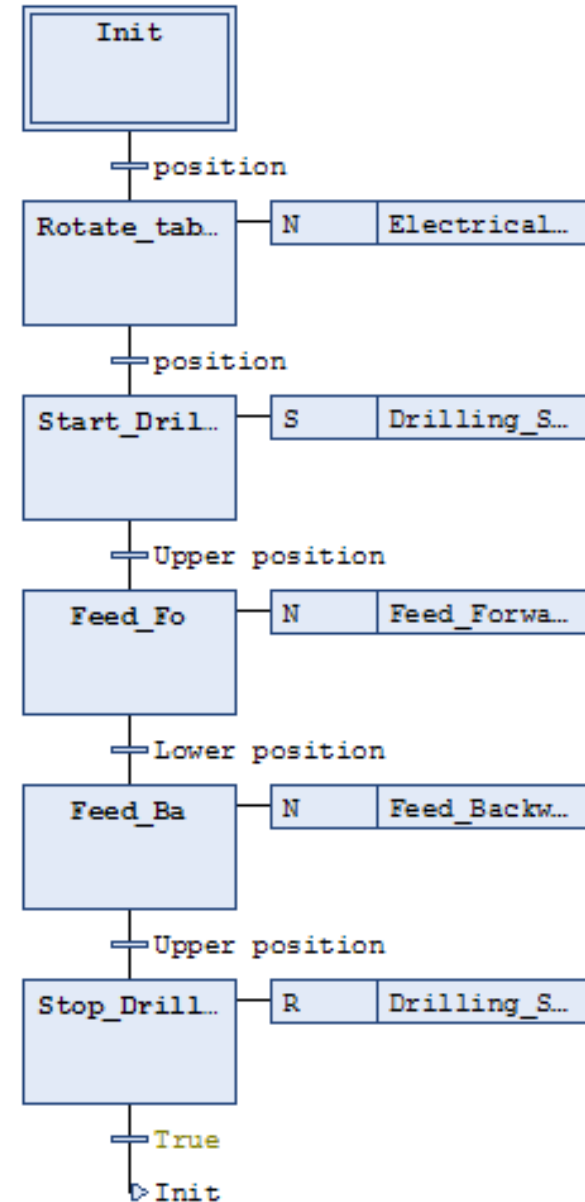 Init
position
Rotate_tab… N Electrical…
position
Start_Dril… S Drilling_S…
Upper position
Feed_Fo N Feed_Forwa…
Lower position
Feed_Ba N Feed_Backw…
Upper position
Stop_Drill… R Drilling_S…
True
Init